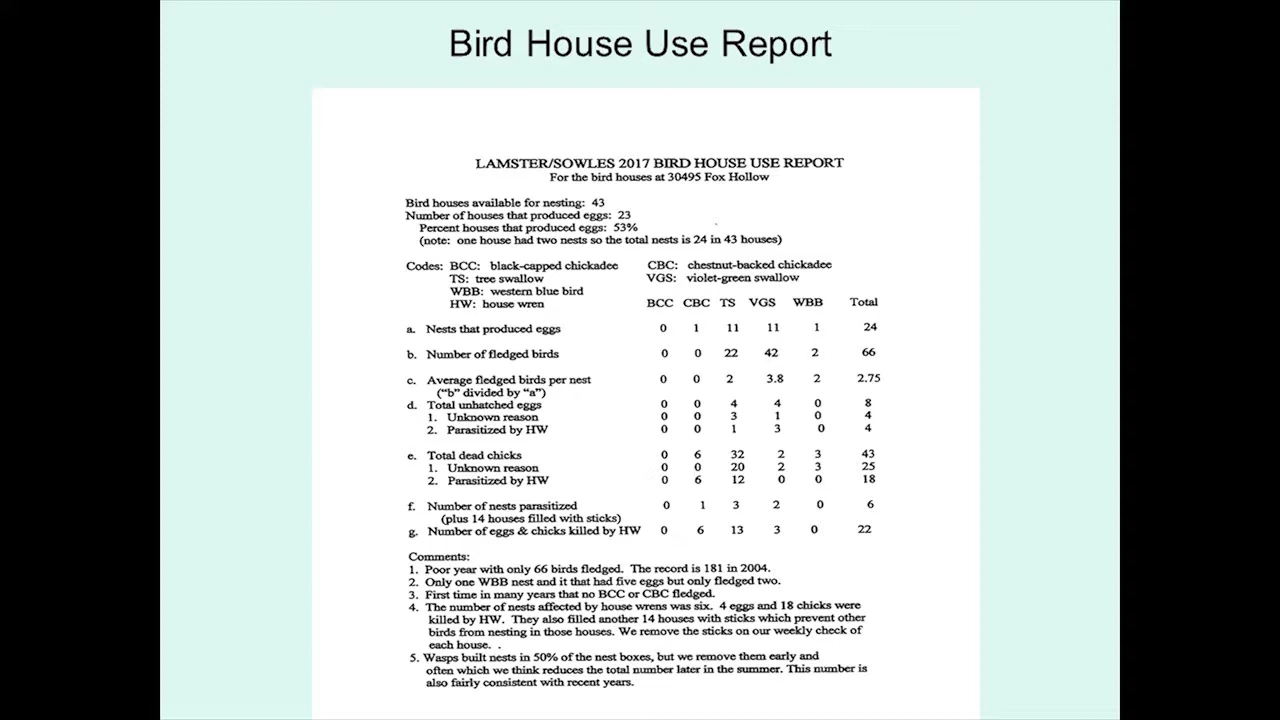 Bird House Use Report
LAMSTER/SOWLES 2017 BIRD HOUSE USE REPORT
For the bird houses at 30495 Fox Hollow
Bird houses available for nesting: 43
Number of houses that produced eggs: 23
Percent houses that produced eggs: 53%
(note: one house had two nests so the total nests is 24 in 43 houses)
Codes: BCC: black-capped chickadee CBC: chestnut-backed chickadee
TS: tree swallow VGS: violet-green swallow
WBB: western blue bird
HW: house wren
BCC CBC TS VGS WBB Total
a. Nests that produced eggs 0 1 11 11 1 24
b. Number of fledged birds 0 0 22 42 2 66
c. Average fledged birds per nest 0 0 2 3.8 2 2.75
("b" divided by "a")
d. Total unhatched eggs 0 0 4 4 0 8
1. Unknown reason 0 0 3 1 0 4
2. Parasitized by HW 0 0 1 3 0 4
e. Total dead chicks 0 6 32 2 3 43
1. Unknown reason 0 0 20 2 3 25
2. Parasitized by HW 0 6 12 0 0 18
f. Number of nests parasitized 0 1 3 2 0 6
(plus 14 houses filled with sticks)
g. Number of eggs & chicks killed by HW 0 6 13 3 0 22
Comments:
1. Poor year with only 66 birds fledged. The record is 181 in 2004.
2. Only one WBB nest and it that had five eggs but only fledged two.
3. First time in many years that no BCC or CBC fledged.
4. The number of nests affected by house wrens was six. 4 eggs and 18 chicks were
killed by HW. They also filled another 14 houses with sticks which prevent other
birds from nesting in those houses. We remove the sticks on our weekly check of
each house. .
5. Wasps built nests in 50% of the nest boxes, but we remove them early and
often which we think reduces the total number later in the summer. This number is
also fairly consistent with recent years.